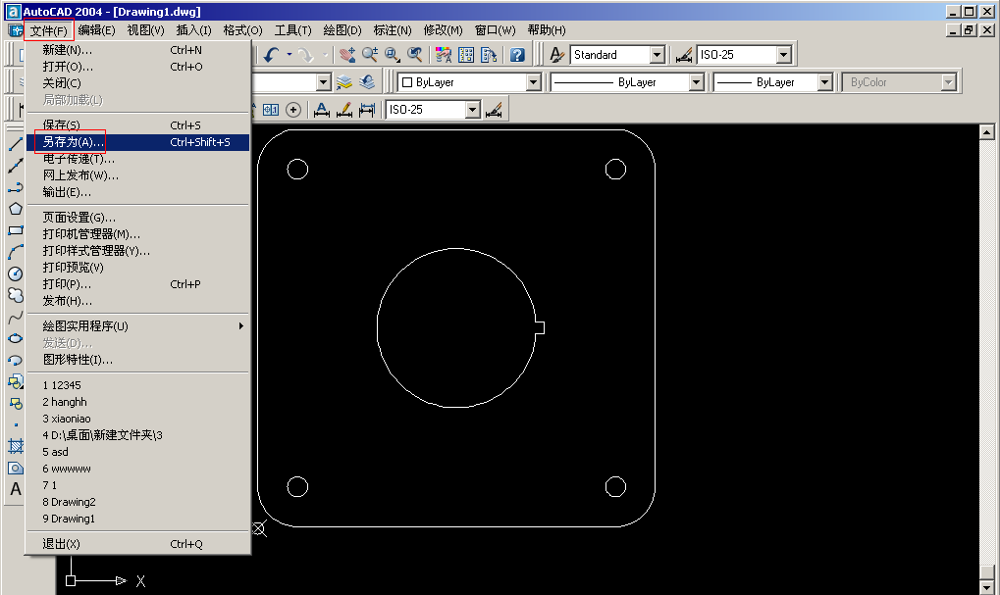 AutoCAD 2004 - [Drawing1.dwg]
文件(F) 编辑(E) 视图(V) 插入(I) 格式(O) 工具(T) 绘图(D) 标注(N) 修改(M) 窗口(W) 帮助(H)
Standard ISO-25
ByLayer ByLayer ByLayer ByColor
ISO-25
新建(N)... Ctrl+N
打开(O)... Ctrl+O
关闭(C)
局部加载(L)
保存(S) Ctrl+S
另存为(A)... Ctrl+Shift+S
电子传递(T)...
网上发布(W)...
输出(E)...
页面设置(G)...
打印机管理器(M)...
打印样式管理器(Y)...
打印预览(V)
打印(P)... Ctrl+P
发布(H)...
绘图实用程序(U)
发送(D)...
图形特性(I)...
1 12345
2 hanghh
3 xiaoniao
4 D:\桌面\新建文件夹\3
5 asd
6 wwwww
7 1
8 Drawing2
9 Drawing1
退出(X) Ctrl+Q
A
X